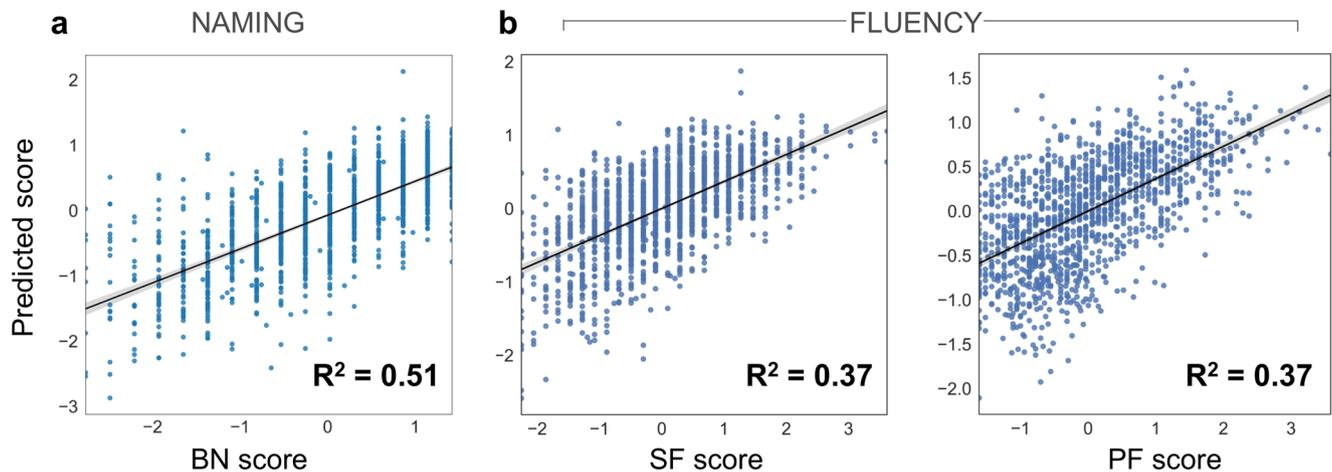 a NAMING
b FLUENCY
Predicted score
2
1
0
−1
−2
−3
−2 −1 0 1
BN score
R² = 0.51
2
1
0
−1
−2
−2 −1 0 1 2 3
SF score
R² = 0.37
1.5
1.0
0.5
0.0
−0.5
−1.0
−1.5
−2.0
−1 0 1 2 3
PF score
R² = 0.37